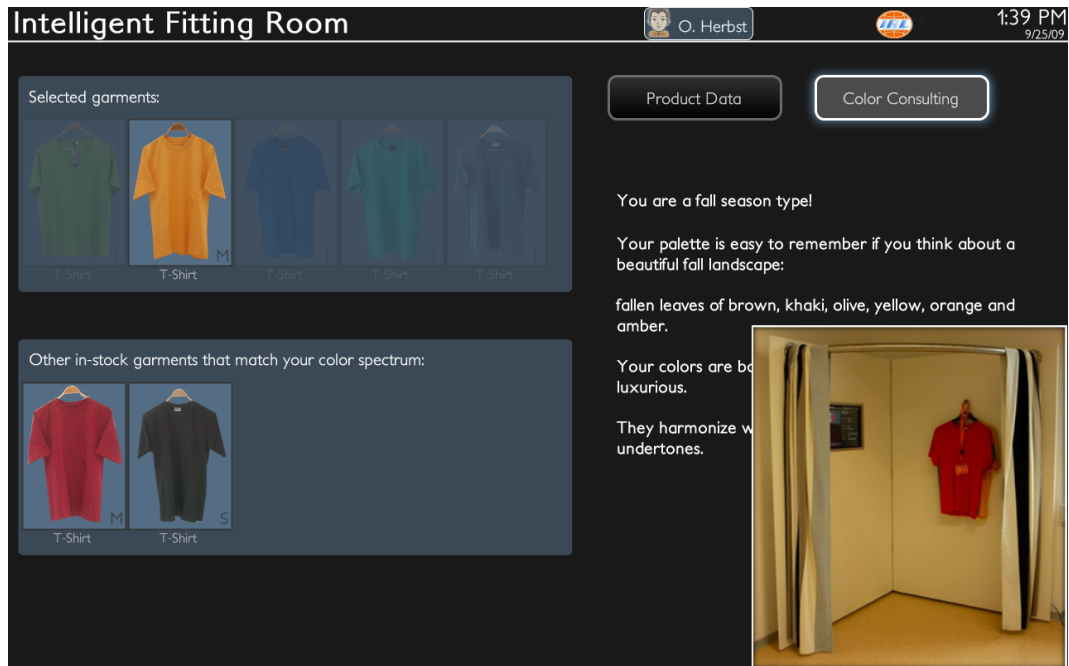 Intelligent Fitting Room
O. Herbst
1:39 PM
9/25/09
Selected garments:
L
M
L
L
L
T-Shirt
T-Shirt
T-Shirt
T-Shirt
T-Shirt
Other in-stock garments that match your color spectrum:
M
S
T-Shirt
T-Shirt
Product Data
Color Consulting
You are a fall season type!
Your palette is easy to remember if you think about a
beautiful fall landscape:
fallen leaves of brown, khaki, olive, yellow, orange and
amber.
Your colors are
luxurious.
They harmonize
undertones.